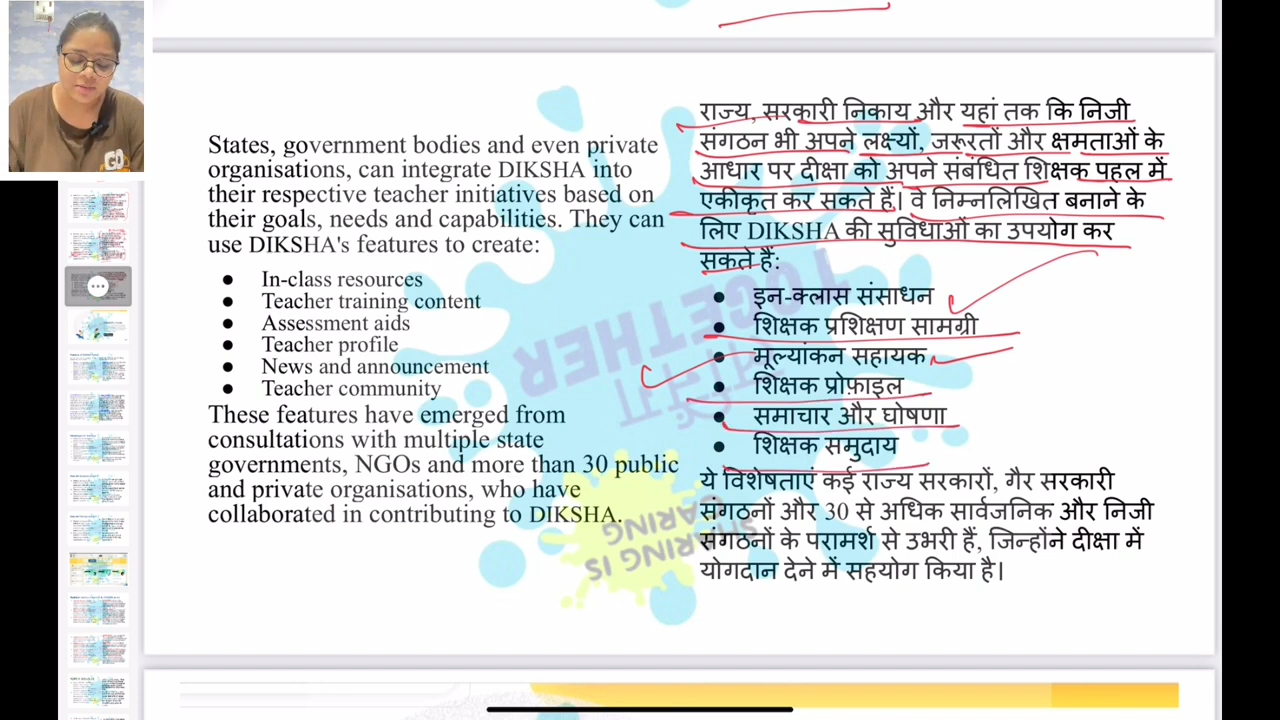 States, government bodies and even private
organisations, can integrate DIKSHA into
their respective teacher initiatives based on
their goals, needs and capabilities. They can
use DIKSHA's features to create:
● In-class resources
● Teacher training content
● Assessment aids
● Teacher profile
● News and announcement
● Teacher community
These features have emerged from
consultations with multiple state
governments, NGOs and more than 30 public
and private organisations, who have
collaborated in contributing to DIKSHA.
राज्य, सरकारी निकाय और यहां तक कि निजी
संगठन भी अपने लक्ष्यों, जरूरतों और क्षमताओं के
आधार पर दीक्षा को अपने संबंधित शिक्षक पहल में
एकीकृत कर सकते हैं। वे निम्नलिखित बनाने के
लिए DIKSHA की सुविधाओं का उपयोग कर
सकते हैं:
● इन-क्लास संसाधन
● शिक्षक प्रशिक्षण सामग्री
● मूल्यांकन सहायक
● शिक्षक प्रोफ़ाइल
● समाचार और घोषणा
● शिक्षक समुदाय
ये विशेषताएं कई राज्य सरकारों, गैर सरकारी
संगठनों और 30 से अधिक सार्वजनिक और निजी
संगठनों के परामर्श से उभरी हैं, जिन्होंने दीक्षा में
योगदान देने में सहयोग किया है।
GO